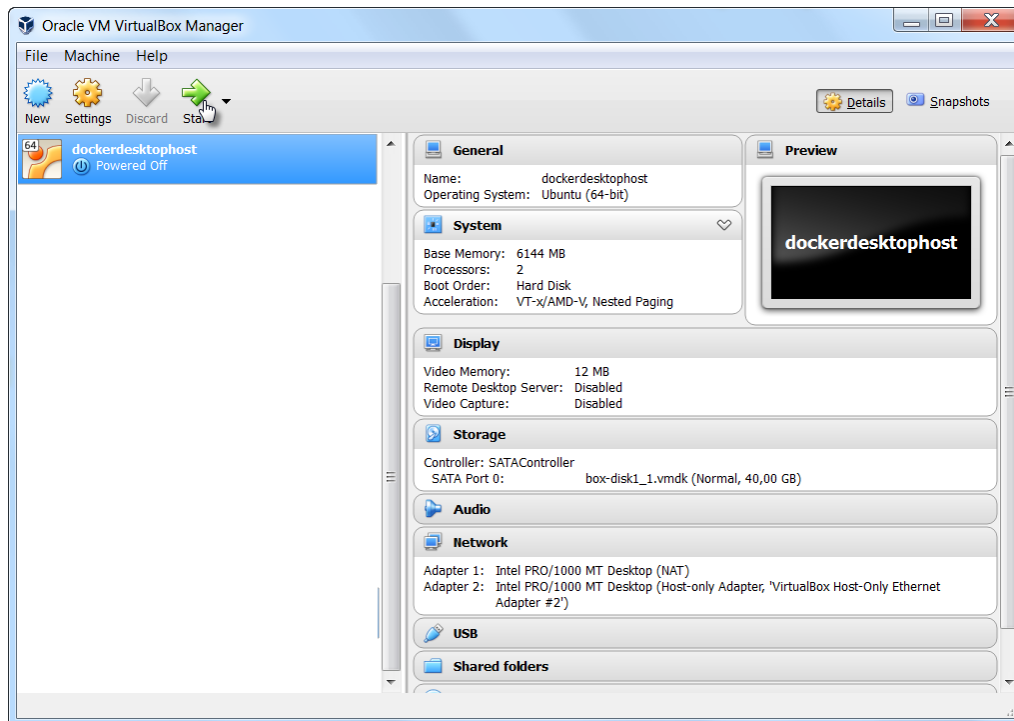 Oracle VM VirtualBox Manager
File Machine Help
New Settings Discard Start
Details Snapshots
64
dockerdesktophost
Powered Off
General
Name: dockerdesktophost
Operating System: Ubuntu (64-bit)
System
Base Memory: 6144 MB
Processors: 2
Boot Order: Hard Disk
Acceleration: VT-x/AMD-V, Nested Paging
Preview
dockerdesktophost
Display
Video Memory: 12 MB
Remote Desktop Server: Disabled
Video Capture: Disabled
Storage
Controller: SATAController
SATA Port 0: box-disk1_1.vmdk (Normal, 40,00 GB)
Audio
Network
Adapter 1: Intel PRO/1000 MT Desktop (NAT)
Adapter 2: Intel PRO/1000 MT Desktop (Host-only Adapter, 'VirtualBox Host-Only Ethernet
Adapter #2')
USB
Shared folders